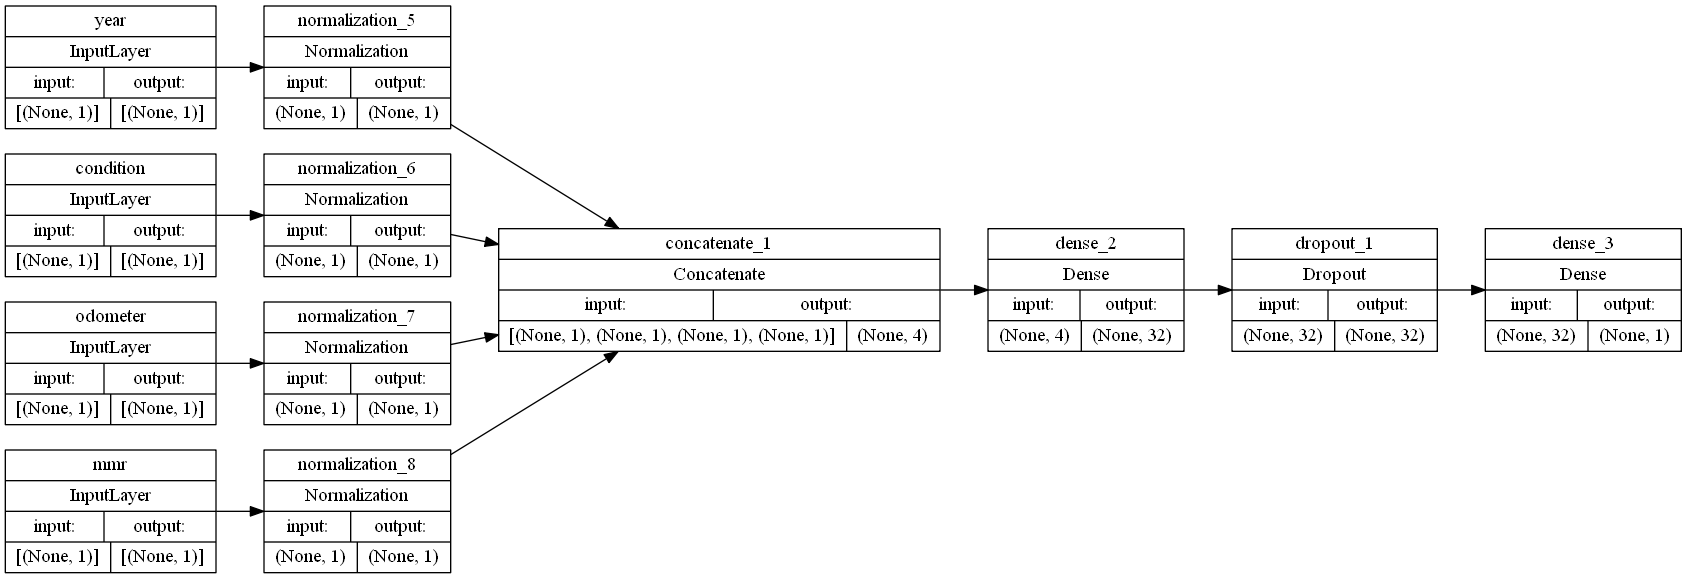 year
InputLayer
input: output:
[(None, 1)] [(None, 1)]
normalization_5
Normalization
input: output:
(None, 1) (None, 1)
condition
InputLayer
input: output:
[(None, 1)] [(None, 1)]
normalization_6
Normalization
input: output:
(None, 1) (None, 1)
odometer
InputLayer
input: output:
[(None, 1)] [(None, 1)]
normalization_7
Normalization
input: output:
(None, 1) (None, 1)
mmr
InputLayer
input: output:
[(None, 1)] [(None, 1)]
normalization_8
Normalization
input: output:
(None, 1) (None, 1)
concatenate_1
Concatenate
input: output:
[(None, 1), (None, 1), (None, 1), (None, 1)] (None, 4)
dense_2
Dense
input: output:
(None, 4) (None, 32)
dropout_1
Dropout
input: output:
(None, 32) (None, 32)
dense_3
Dense
input: output:
(None, 32) (None, 1)